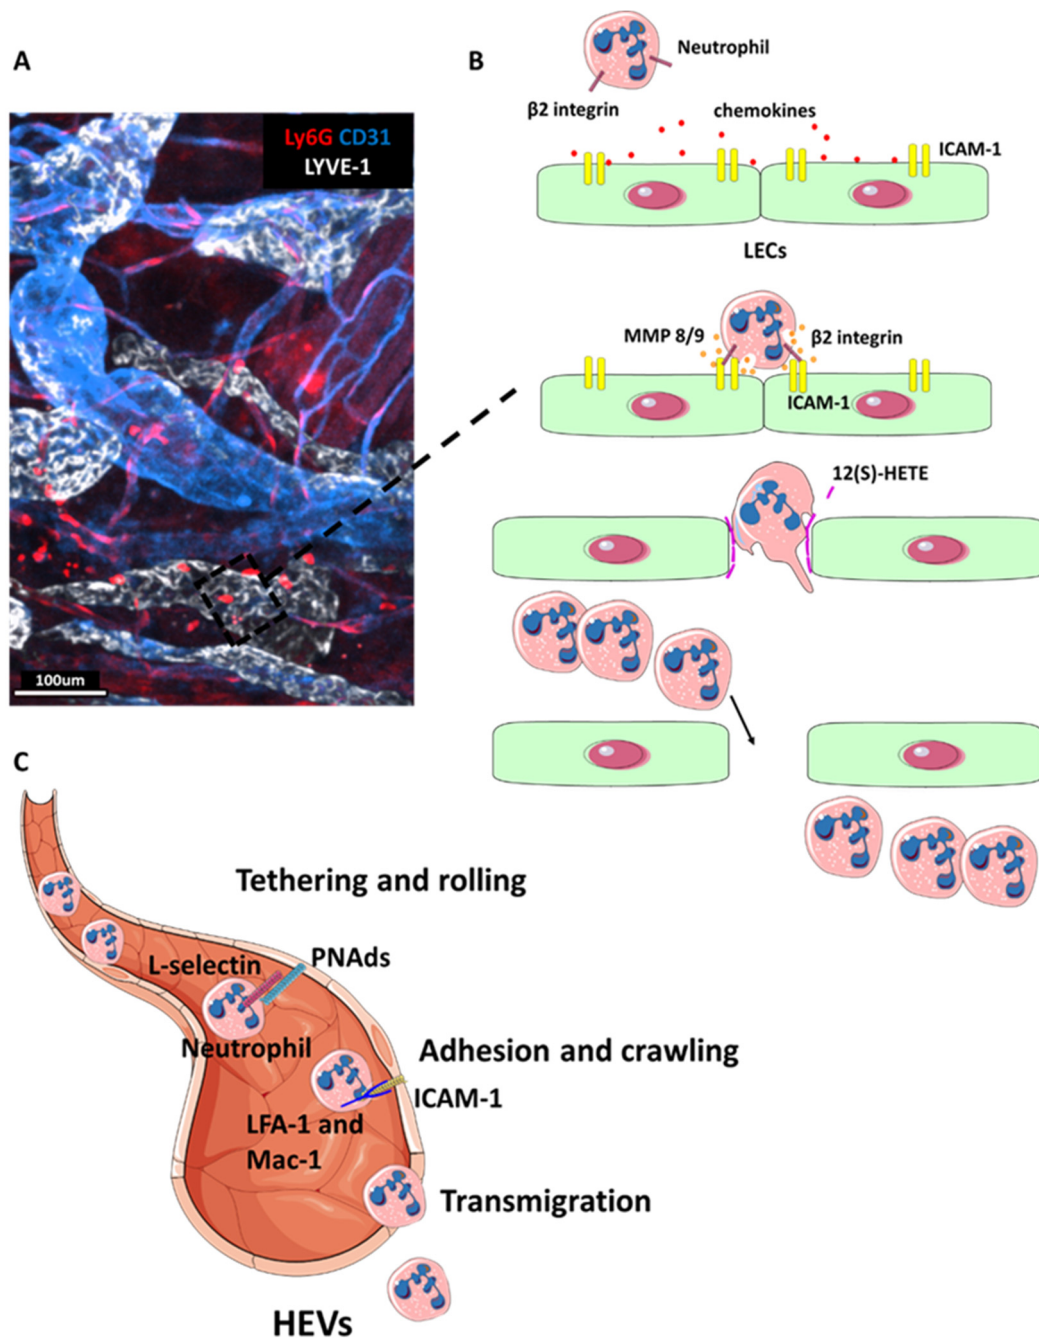 A
Ly6G CD31
LYVE-1
100um
B
Neutrophil
β2 integrin
chemokines
ICAM-1
LECs
MMP 8/9
β2 integrin
ICAM-1
12(S)-HETE
C
Tethering and rolling
L-selectin
PNAds
Neutrophil
Adhesion and crawling
ICAM-1
LFA-1 and
Mac-1
Transmigration
HEVs